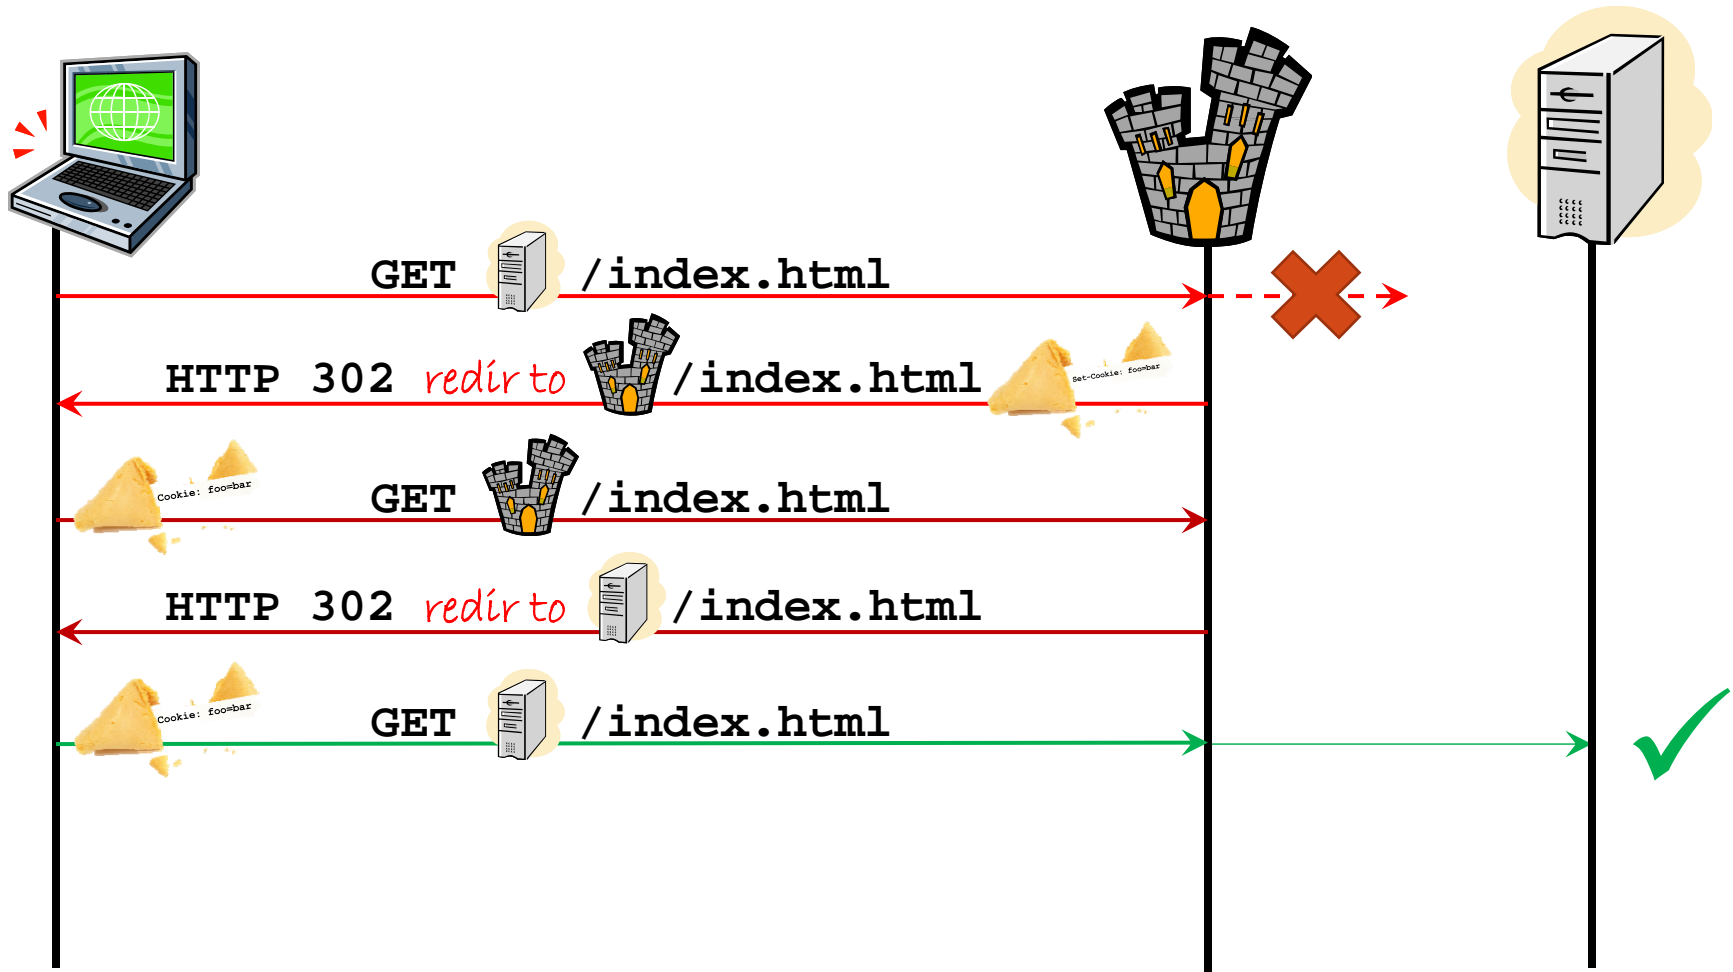 GET /index.html
HTTP 302 redir to /index.html
Set-Cookie: foo=bar
Cookie: foo=bar
GET /index.html
HTTP 302 redir to /index.html
Cookie: foo=bar
GET /index.html